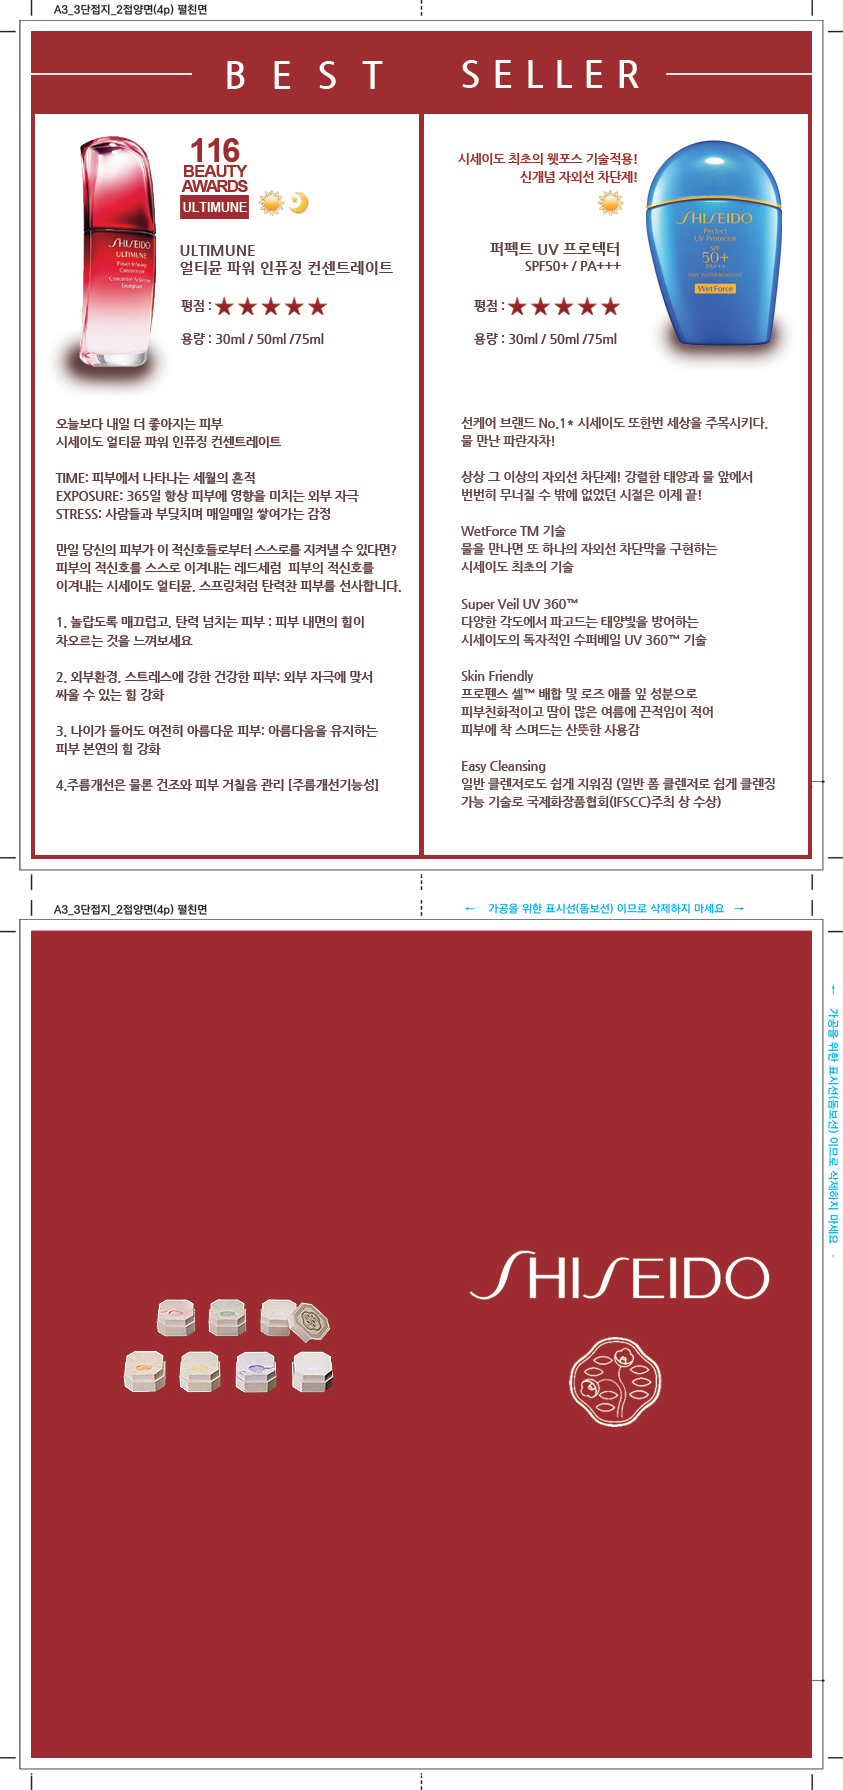 A3_3단접지_2접양면(4p) 펼친면
BEST SELLER
116
BEAUTY
AWARDS
ULTIMUNE
SHISEIDO
ULTIMUNE
Power Infusing
Concentrate
Concentré Activateur
Energisant
ULTIMUNE
얼티뮨 파워 인퓨징 컨센트레이트
평점 : ★★★★★
용량 : 30ml / 50ml /75ml
오늘보다 내일 더 좋아지는 피부
시세이도 얼티뮨 파워 인퓨징 컨센트레이트
TIME: 피부에서 나타나는 세월의 흔적
EXPOSURE: 365일 항상 피부에 영향을 미치는 외부 자극
STRESS: 사람들과 부딪치며 매일매일 쌓여가는 감정
만일 당신의 피부가 이 적신호들로부터 스스로를 지켜낼 수 있다면?
피부의 적신호를 스스로 이겨내는 레드세럼 피부의 적신호를
이겨내는 시세이도 얼티뮨, 스프링처럼 탄력찬 피부를 선사합니다.
1. 놀랍도록 매끄럽고, 탄력 넘치는 피부 : 피부 내면의 힘이
차오르는 것을 느껴보세요
2. 외부환경, 스트레스에 강한 건강한 피부: 외부 자극에 맞서
싸울 수 있는 힘 강화
3. 나이가 들어도 여전히 아름다운 피부: 아름다움을 유지하는
피부 본연의 힘 강화
4.주름개선은 물론 건조와 피부 거칠음 관리 [주름개선기능성]
시세이도 최초의 웻포스 기술적용!
신개념 자외선 차단제!
퍼펙트 UV 프로텍터
SPF50+ / PA+++
평점 : ★★★★★
용량 : 30ml / 50ml /75ml
SHISEIDO
Perfect
UV Protector
SPF
50+
PA+++
VERY WATER-RESISTANT
WetForce
선케어 브랜드 No.1* 시세이도 또한번 세상을 주목시키다.
물 만난 파란자차!
상상 그 이상의 자외선 차단제! 강렬한 태양과 물 앞에서
번번히 무너질 수 밖에 없었던 시절은 이제 끝!
WetForce TM 기술
물을 만나면 또 하나의 자외선 차단막을 구현하는
시세이도 최초의 기술
Super Veil UV 360™
다양한 각도에서 파고드는 태양빛을 방어하는
시세이도의 독자적인 수퍼베일 UV 360™ 기술
Skin Friendly
프로펜스 셀™ 배합 및 로즈 애플 잎 성분으로
피부친화적이고 땀이 많은 여름에 끈적임이 적어
피부에 착 스며드는 산뜻한 사용감
Easy Cleansing
일반 클렌저로도 쉽게 지워짐 (일반 폼 클렌저로 쉽게 클렌징
가능 기술로 국제화장품협회(IFSCC)주최 상 수상)
A3_3단접지_2접양면(4p) 펼친면
← 가공을 위한 표시선(돔보선) 이므로 삭제하지 마세요 →
← 가공을 위한 표시선(돔보선) 이므로 삭제하지 마세요 -
SHISEIDO